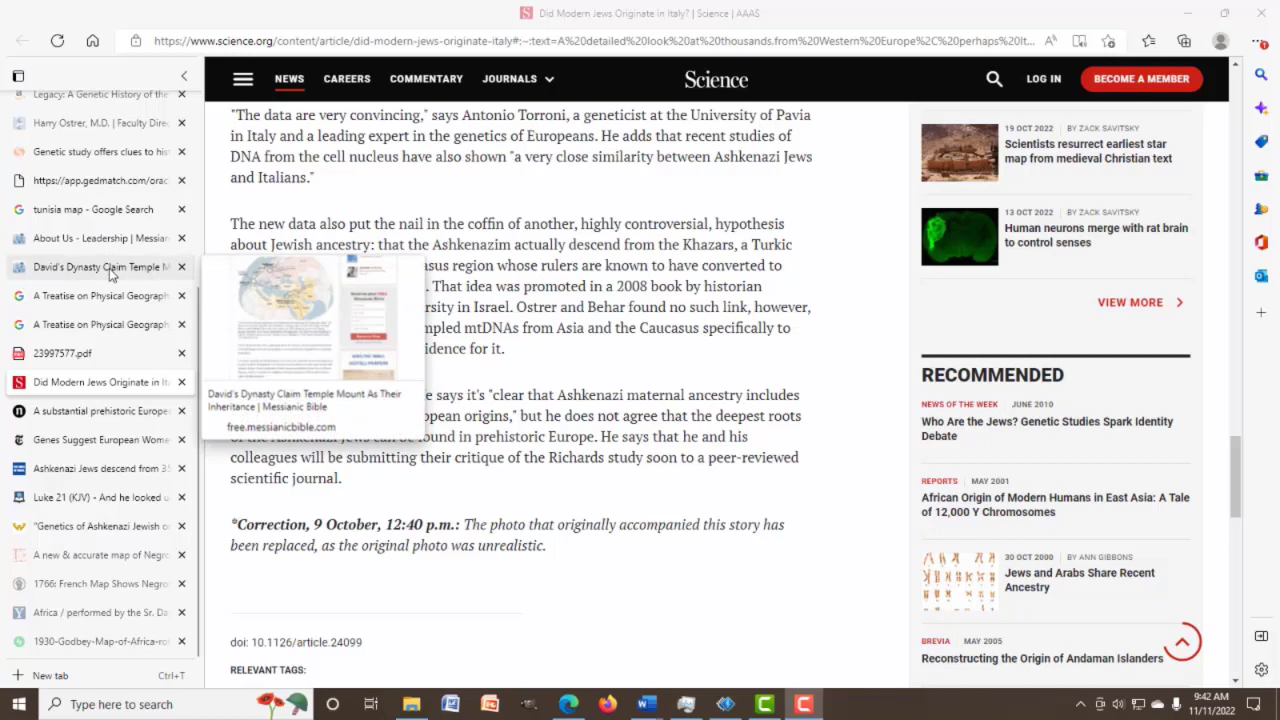 Did Modern Jews Originate in Italy? | Science | AAAS
https://www.science.org/content/article/did-modern-jews-originate-italy#:~:text=A%20detailed%20look%20at%20thousands.from%20Western%20Europe%2C%20perhaps%20It...
Legacy: A Genetic History of the
Harry Ostrer, M.D. | Faculty Direc
Genetic study offers clues to his
https://app.gedmatch.com/orac
tunisia map - Google Search
About Us - Leadership | Messian
David's Dynasty Claim Temple M
A Treatise on Physical Geograph
A Treatise on Physical Geograph
Did Modern Jews Originate in It
A substantial prehistoric Europe
Genes Suggest European Wome
Ashkenazi Jews descend from 35
Luke 21 (KJV) - And he looked u
"Genetics of Ashkenazi Jewish o
A new & accurate map of Negro
1766: French Map Shows Negro
Africa / performed by the Sr. Da
1930-Godbey-Map-of-Africa-ro
New tab
Ctrl+T
David's Dynasty Claim Temple Mount As Their
Inheritance | Messianic Bible
free.messianicbible.com
NEWS
CAREERS
COMMENTARY
JOURNALS
Science
LOG IN
BECOME A MEMBER
"The data are very convincing," says Antonio Torroni, a geneticist at the University of Pavia
in Italy and a leading expert in the genetics of Europeans. He adds that recent studies of
DNA from the cell nucleus have also shown "a very close similarity between Ashkenazi Jews
and Italians."
The new data also put the nail in the coffin of another, highly controversial, hypothesis
about Jewish ancestry: that the Ashkenazim actually descend from the Khazars, a Turkic
asus region whose rulers are known to have converted to
. That idea was promoted in a 2008 book by historian
ersity in Israel. Ostrer and Behar found no such link, however,
mpled mtDNAs from Asia and the Caucasus specifically to
idence for it.
e says it's "clear that Ashkenazi maternal ancestry includes
opean origins," but he does not agree that the deepest roots
of the Ashkenazi Jews can be found in prehistoric Europe. He says that he and his
colleagues will be submitting their critique of the Richards study soon to a peer-reviewed
scientific journal.
*Correction, 9 October, 12:40 p.m.: The photo that originally accompanied this story has
been replaced, as the original photo was unrealistic.
doi: 10.1126/article.24099
RELEVANT TAGS:
19 OCT 2022 | BY ZACK SAVITSKY
Scientists resurrect earliest star
map from medieval Christian text
13 OCT 2022 | BY ZACK SAVITSKY
Human neurons merge with rat brain
to control senses
VIEW MORE
RECOMMENDED
NEWS OF THE WEEK | JUNE 2010
Who Are the Jews? Genetic Studies Spark Identity
Debate
REPORTS | MAY 2001
African Origin of Modern Humans in East Asia: A Tale
of 12,000 Y Chromosomes
30 OCT 2000 | BY ANN GIBBONS
Jews and Arabs Share Recent
Ancestry
BREVIA | MAY 2005
Reconstructing the Origin of Andaman Islanders
Type here to search
9:42 AM
11/11/2022